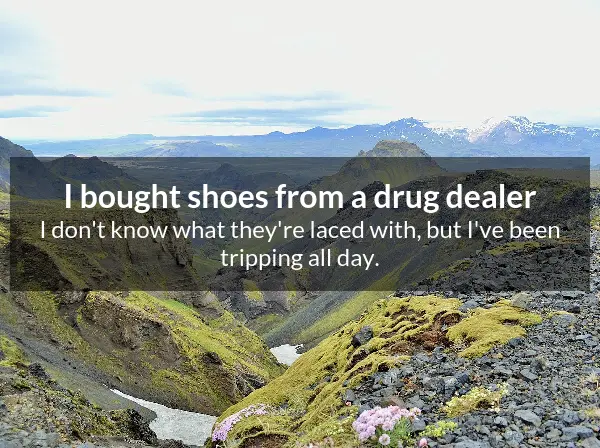 I bought shoes from a drug dealer
I don't know what they're laced with, but I've been
tripping all day.